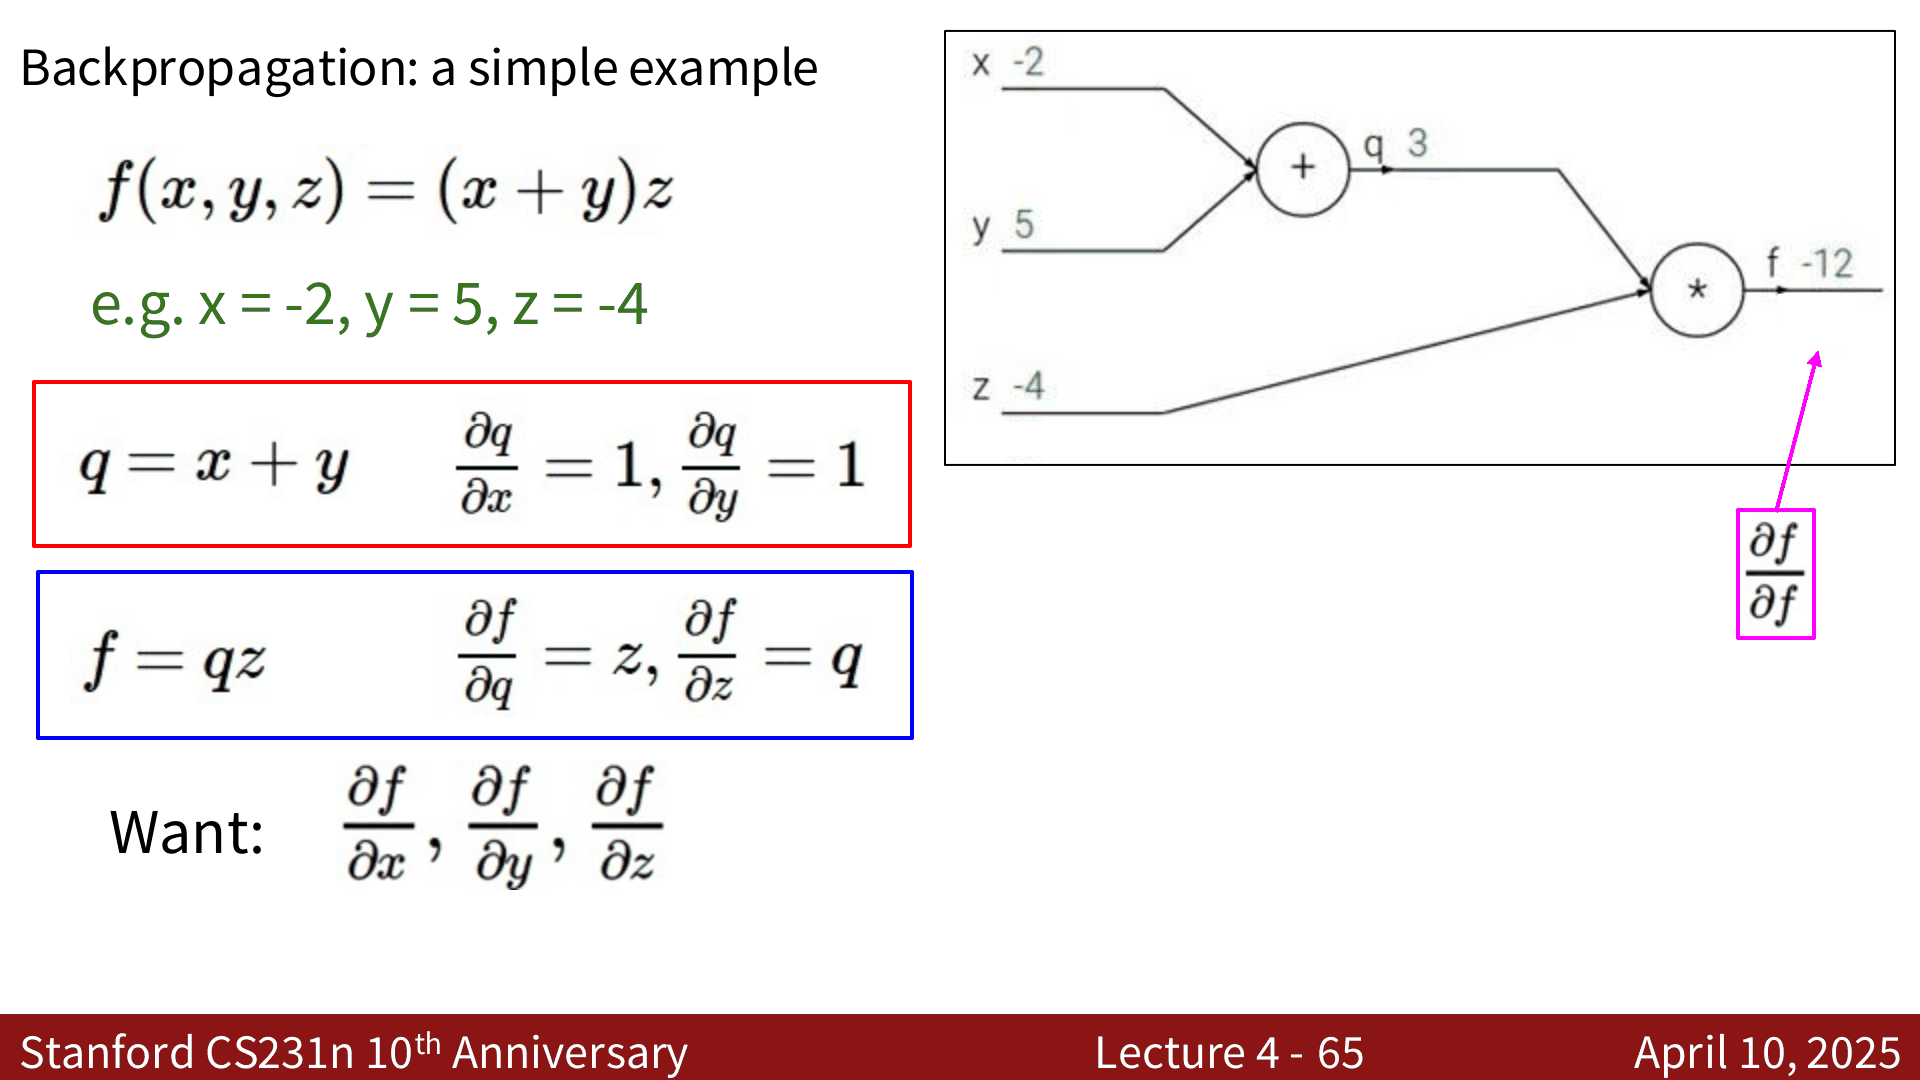 Backpropagation: a simple example
f(x, y, z) = (x + y)z
e.g. x = -2, y = 5, z = -4
q = x + y ∂q/∂x = 1, ∂q/∂y = 1
f = qz ∂f/∂q = z, ∂f/∂z = q
Want: ∂f/∂x, ∂f/∂y, ∂f/∂z
x -2
y 5
z -4
+
q 3
*
f -12
∂f/∂f
Stanford CS231n 10th Anniversary
Lecture 4 - 65
April 10, 2025